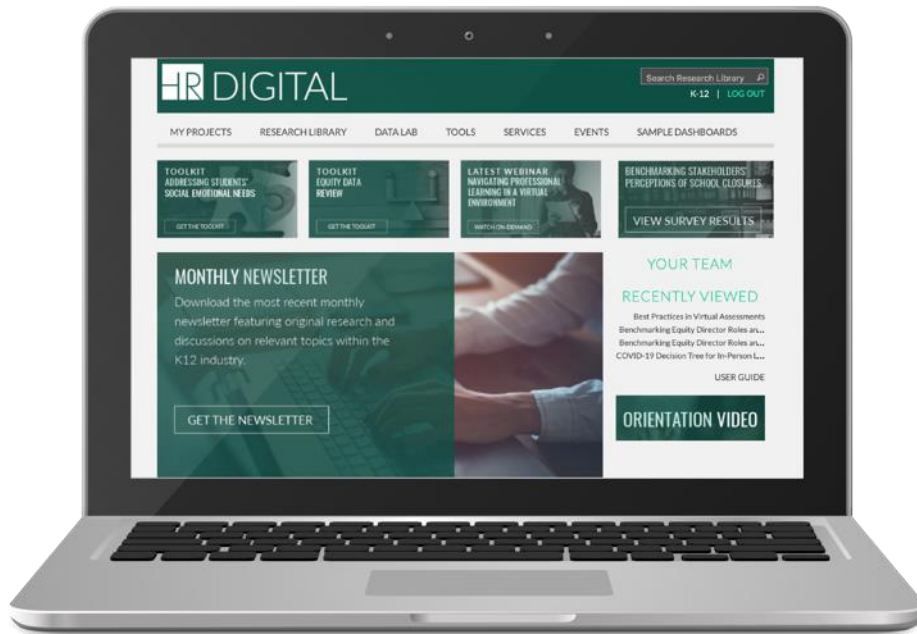 HR DIGITAL
Search Research Library
K-12 | LOG OUT
MY PROJECTS RESEARCH LIBRARY DATA LAB TOOLS SERVICES EVENTS SAMPLE DASHBOARDS
TOOLKIT
ADDRESSING STUDENTS'
SOCIAL EMOTIONAL NEEDS
GET THE TOOLKIT
TOOLKIT
EQUITY DATA
REVIEW
GET THE TOOLKIT
LATEST WEBINAR
NAVIGATING PROFESSIONAL
LEARNING IN A VIRTUAL
ENVIRONMENT
WATCH ON-DEMAND
BENCHMARKING STAKEHOLDERS'
PERCEPTIONS OF SCHOOL CLOSURES
VIEW SURVEY RESULTS
MONTHLY NEWSLETTER
Download the most recent monthly
newsletter featuring original research and
discussions on relevant topics within the
K12 industry.
GET THE NEWSLETTER
YOUR TEAM
RECENTLY VIEWED
Best Practices in Virtual Assessments
Benchmarking Equity Director Roles an...
Benchmarking Equity Director Roles an...
COVID-19 Decision Tree for In-Person L...
USER GUIDE
ORIENTATION VIDEO